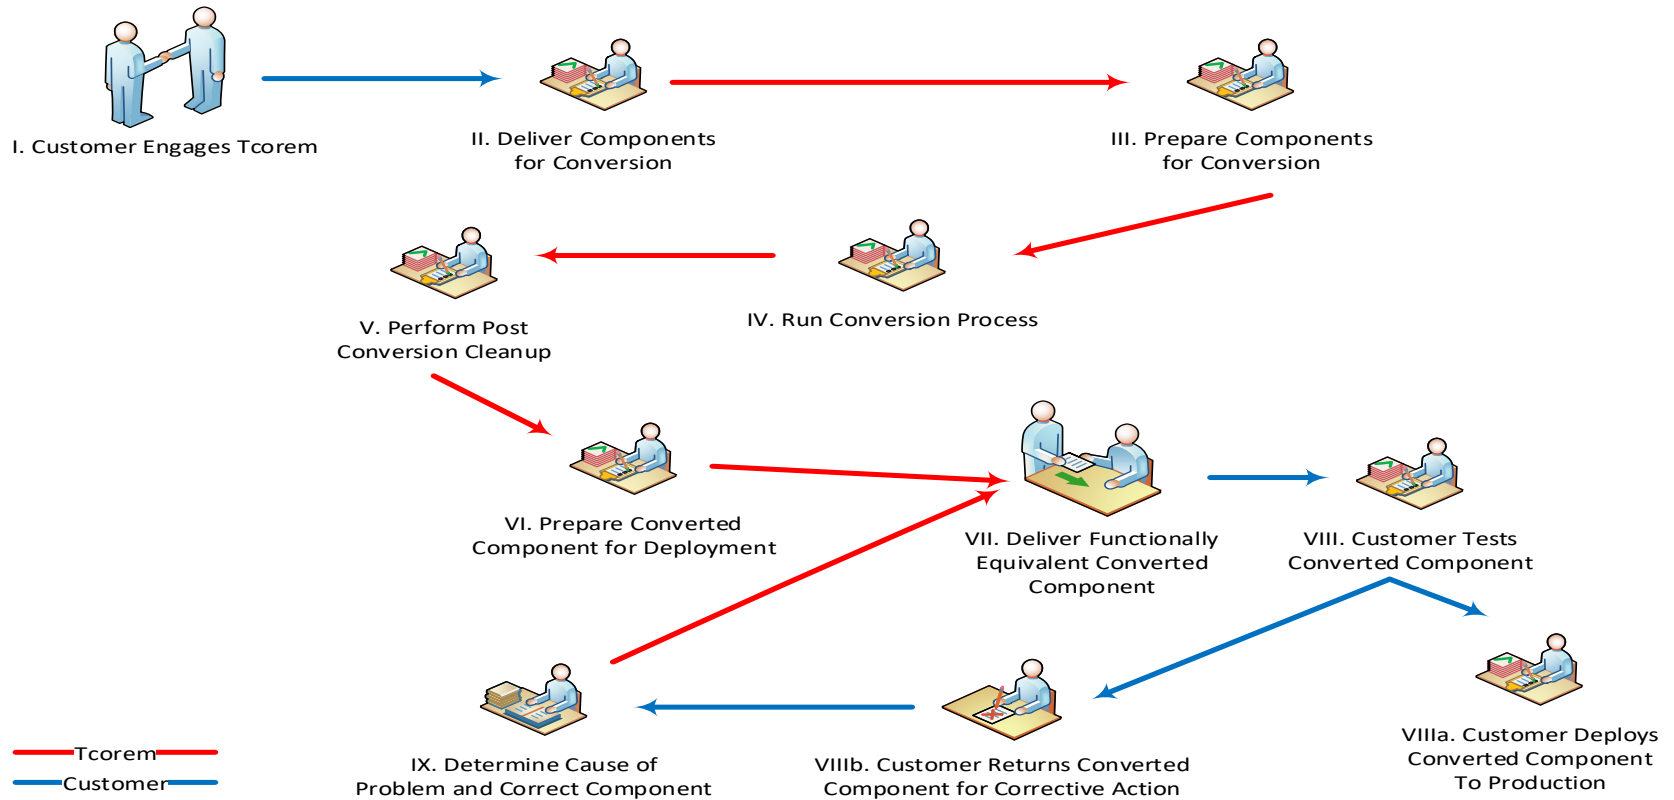 I. Customer Engages Tcorem
II. Deliver Components
for Conversion
III. Prepare Components
for Conversion
IV. Run Conversion Process
V. Perform Post
Conversion Cleanup
VI. Prepare Converted
Component for Deployment
VII. Deliver Functionally
Equivalent Converted
Component
VIII. Customer Tests
Converted Component
VIIIa. Customer Deploys
Converted Component
To Production
VIIIb. Customer Returns Converted
Component for Corrective Action
IX. Determine Cause of
Problem and Correct Component
Tcorem
Customer